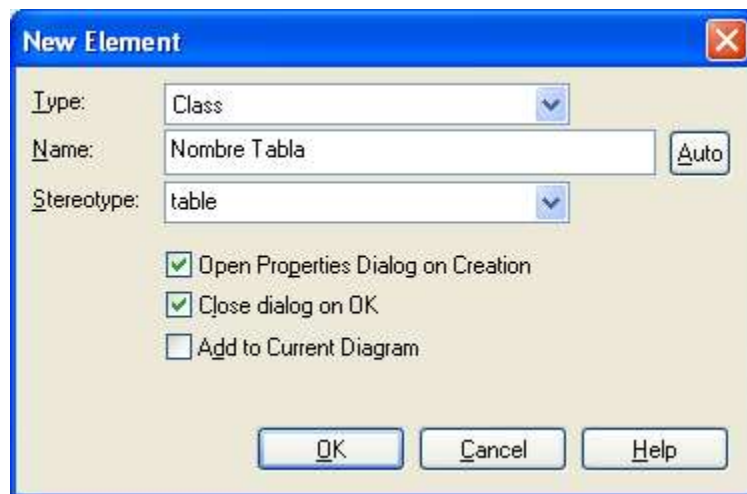 New Element
Type: Class
Name: Nombre Tabla Auto
Stereotype: table
Open Properties Dialog on Creation
Close dialog on OK
Add to Current Diagram
OK Cancel Help